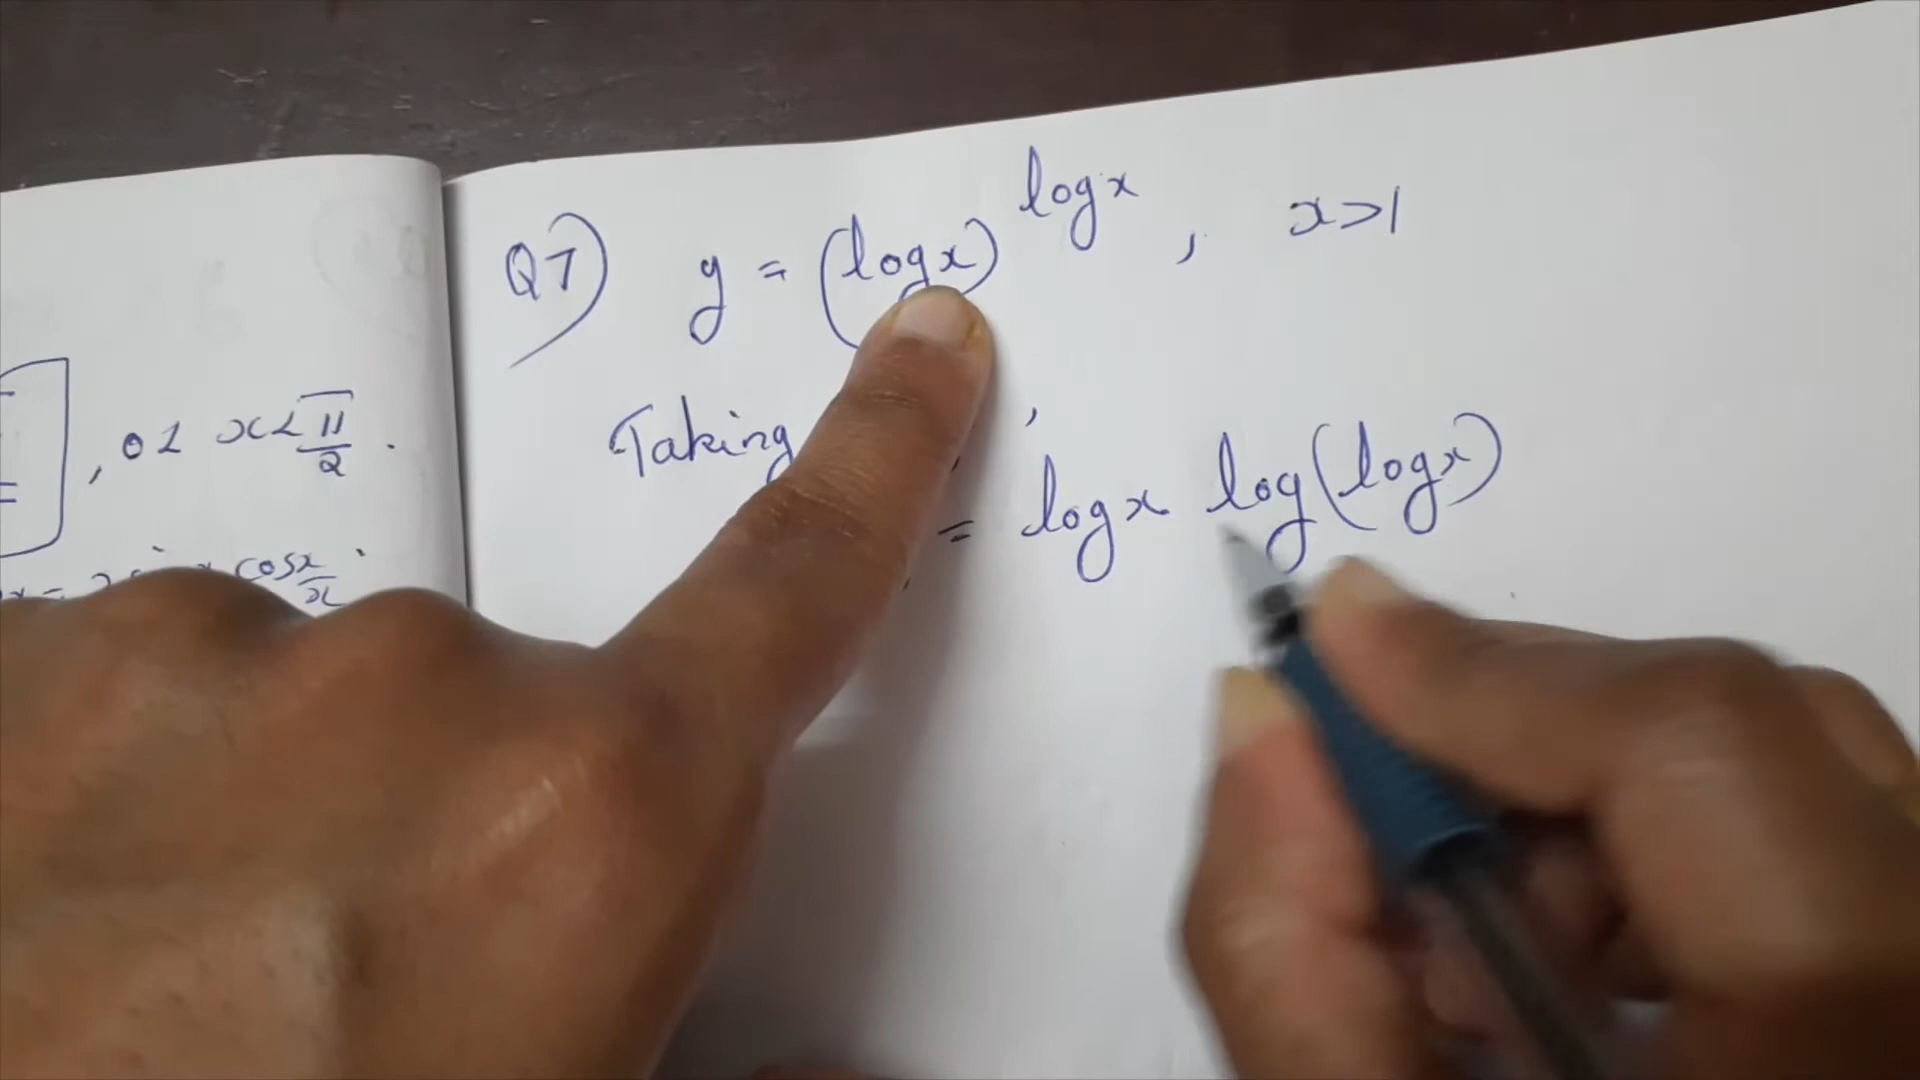 Q7) y = (log x)^log x , x>1
Taking ,
= log x log (log x)
, 0< x< π/2 .
cos x/x